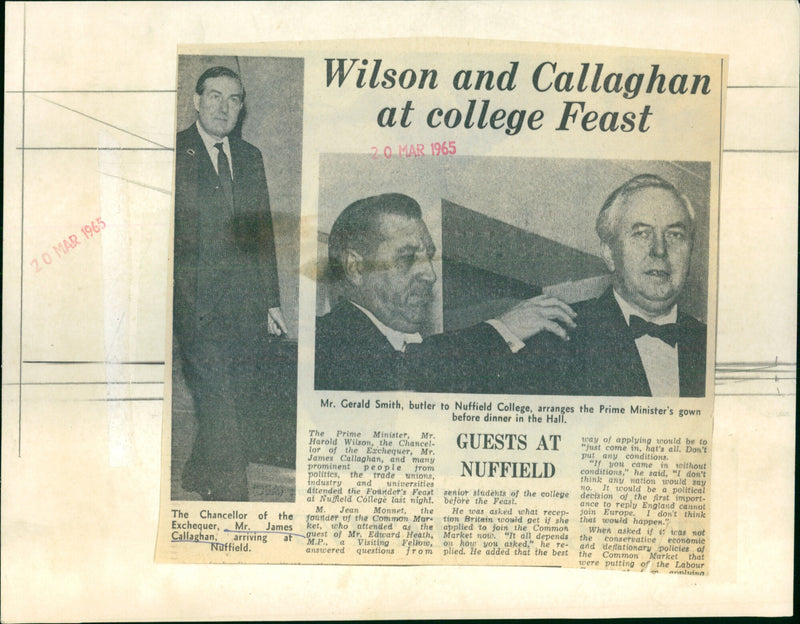 Wilson and Callaghan
at college Feast
20 MAR 1965
20 MAR 1965
Mr. Gerald Smith, butler to Nuffield College, arranges the Prime Minister's gown
before dinner in the Hall.
The Chancellor of the
Exchequer, Mr. James
Callaghan, arriving at
Nuffield.
The Prime Minister, Mr.
Harold Wilson, the Chancel-
lor of the Exchequer, Mr.
James Callaghan, and many
prominent people from
politics, the trade unions,
industry and universities
attended the Founder's Feast
at Nuffield College last night.
M. Jean Monnet, the
founder of the Common Mar-
ket, who attended as the
guest of Mr. Edward Heath,
M.P., a Visiting Fellow,
answered questions from
GUESTS AT
NUFFIELD
senior students of the college
before the Feast.
He was asked what recep-
tion Britain would get if she
applied to join the Common
Market now. "It all depends
on how you asked," he re-
plied. He added that the best
way of applying would be to
"just come in, hat's all. Don't
put any conditions.
"If you came in without
conditions," he said, "I don't
think any nation would say
no. It would be a political
decision of the first import-
ance to reply England cannot
join Europe. I don't think
that would happen."
When asked if it was not
the conservative economic
and deflationary policies of
the Common Market that
were putting of the Labour
applying